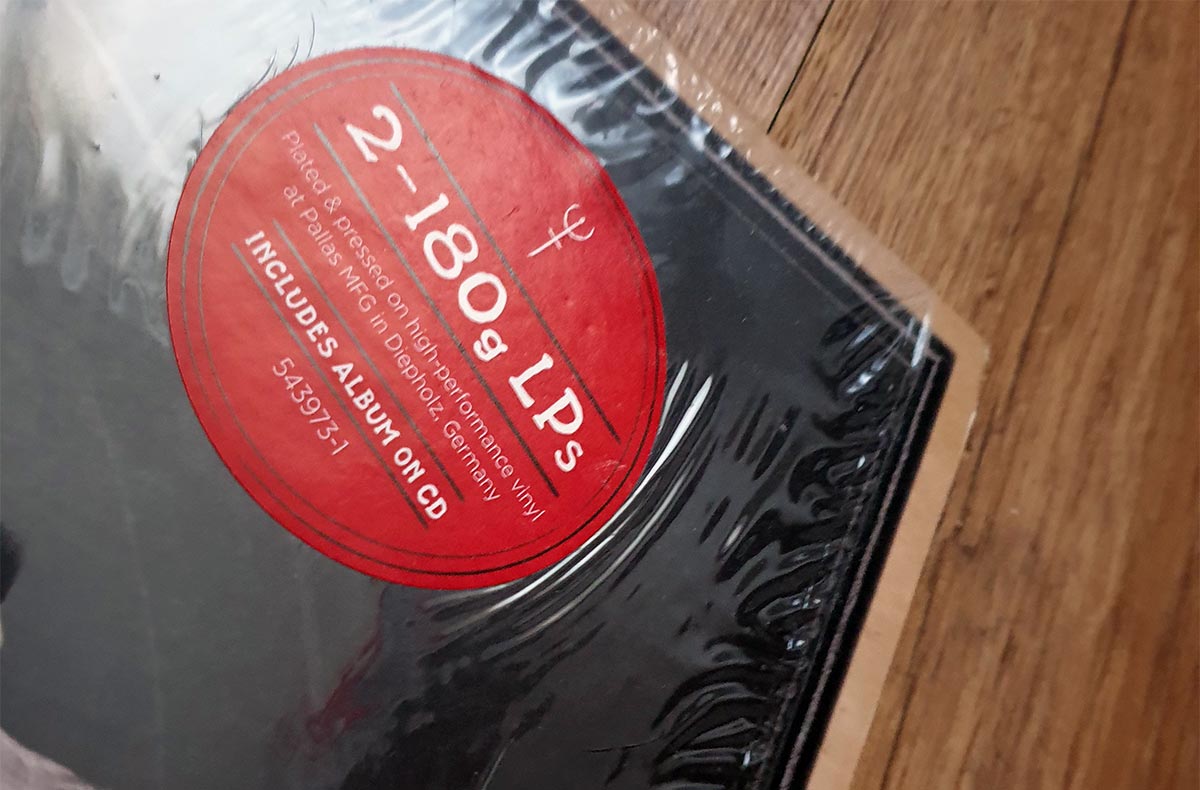 2-180g LPs
Plated & pressed on high-performance vinyl
at Pallas MFG in Diepholz, Germany
INCLUDES ALBUM ON CD
543973-1